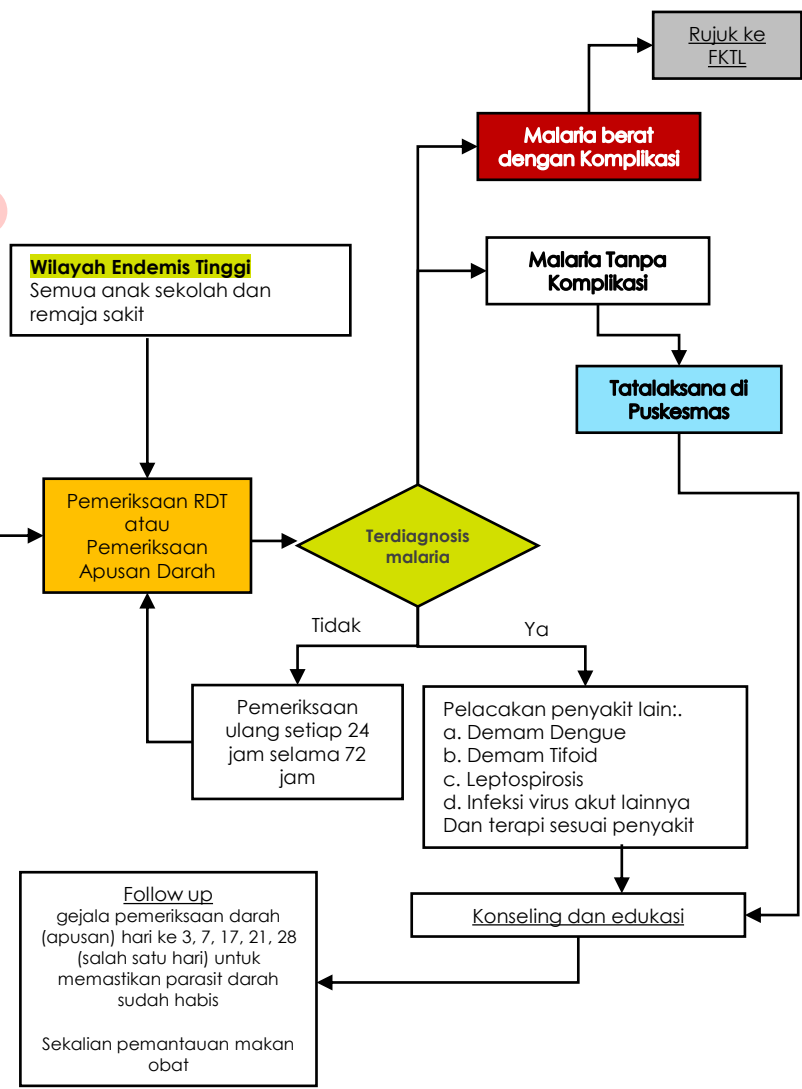 Rujuk ke
FKTL
Malaria berat
dengan Komplikasi
Wilayah Endemis Tinggi
Semua anak sekolah dan
remaja sakit
Malaria Tanpa
Komplikasi
Tatalaksana di
Puskesmas
Pemeriksaan RDT
atau
Pemeriksaan
Apusan Darah
Terdiagnosis
malaria
Tidak
Ya
Pemeriksaan
ulang setiap 24
jam selama 72
jam
Pelacakan penyakit lain:.
a. Demam Dengue
b. Demam Tifoid
c. Leptospirosis
d. Infeksi virus akut lainnya
Dan terapi sesuai penyakit
Follow up
gejala pemeriksaan darah
(apusan) hari ke 3, 7, 17, 21, 28
(salah satu hari) untuk
memastikan parasit darah
sudah habis
Sekalian pemantauan makan
obat
Konseling dan edukasi